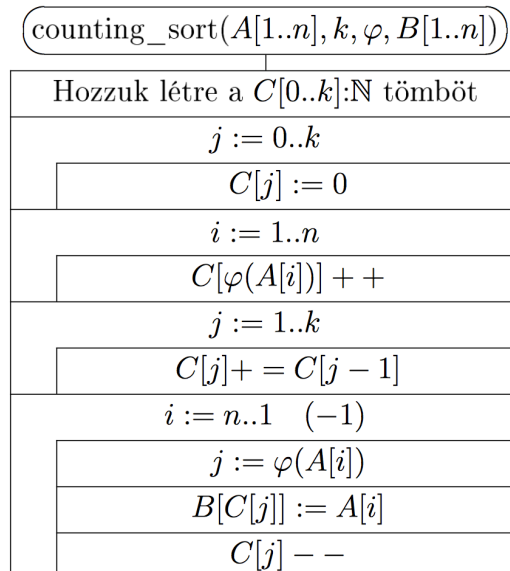 counting_sort(A[1..n], k, φ, B[1..n])
Hozzuk létre a C[0..k]:ℕ tömböt
j := 0..k
C[j] := 0
i := 1..n
C[φ(A[i])] + +
j := 1..k
C[j]+ = C[j − 1]
i := n..1 (−1)
j := φ(A[i])
B[C[j]] := A[i]
C[j] − −